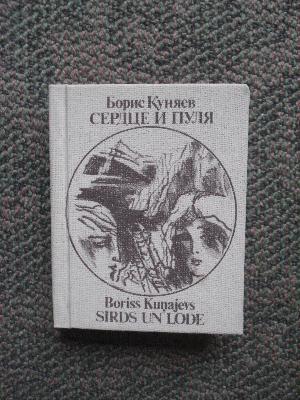 Борис Куняев
СЕРДЦЕ И ПУЛЯ
Boriss Kuņajevs
SIRDS UN LODE